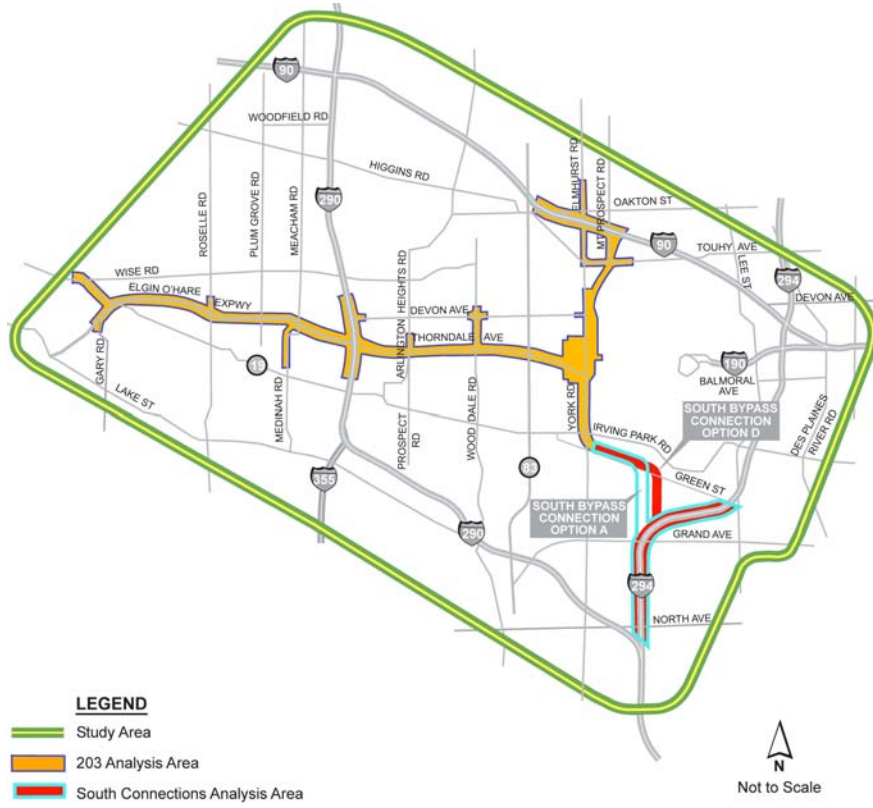 90
WOODFIELD RD
HIGGINS RD
ELMHURST RD
MT PROSPECT RD
OAKTON ST
ROSELLE RD
PLUM GROVE RD
MEACHAM RD
290
90
TOUHY AVE
LEE ST
294
DEVON AVE
WISE RD
ELGIN O'HARE EXPWY
ARLINGTON HEIGHTS RD
DEVON AVE
THORNDALE AVE
GARY RD
19
MEDINAH RD
LAKE ST
PROSPECT
RD
WOOD DALE RD
YORK RD
190
BALMORAL
AVE
DES PLAINES
RIVER RD
SOUTH BYPASS
CONNECTION
OPTION D
IRVING PARK RD
83
GREEN ST
355
SOUTH BYPASS
CONNECTION
OPTION A
290
GRAND AVE
294
NORTH AVE
LEGEND
Study Area
203 Analysis Area
South Connections Analysis Area
N
Not to Scale